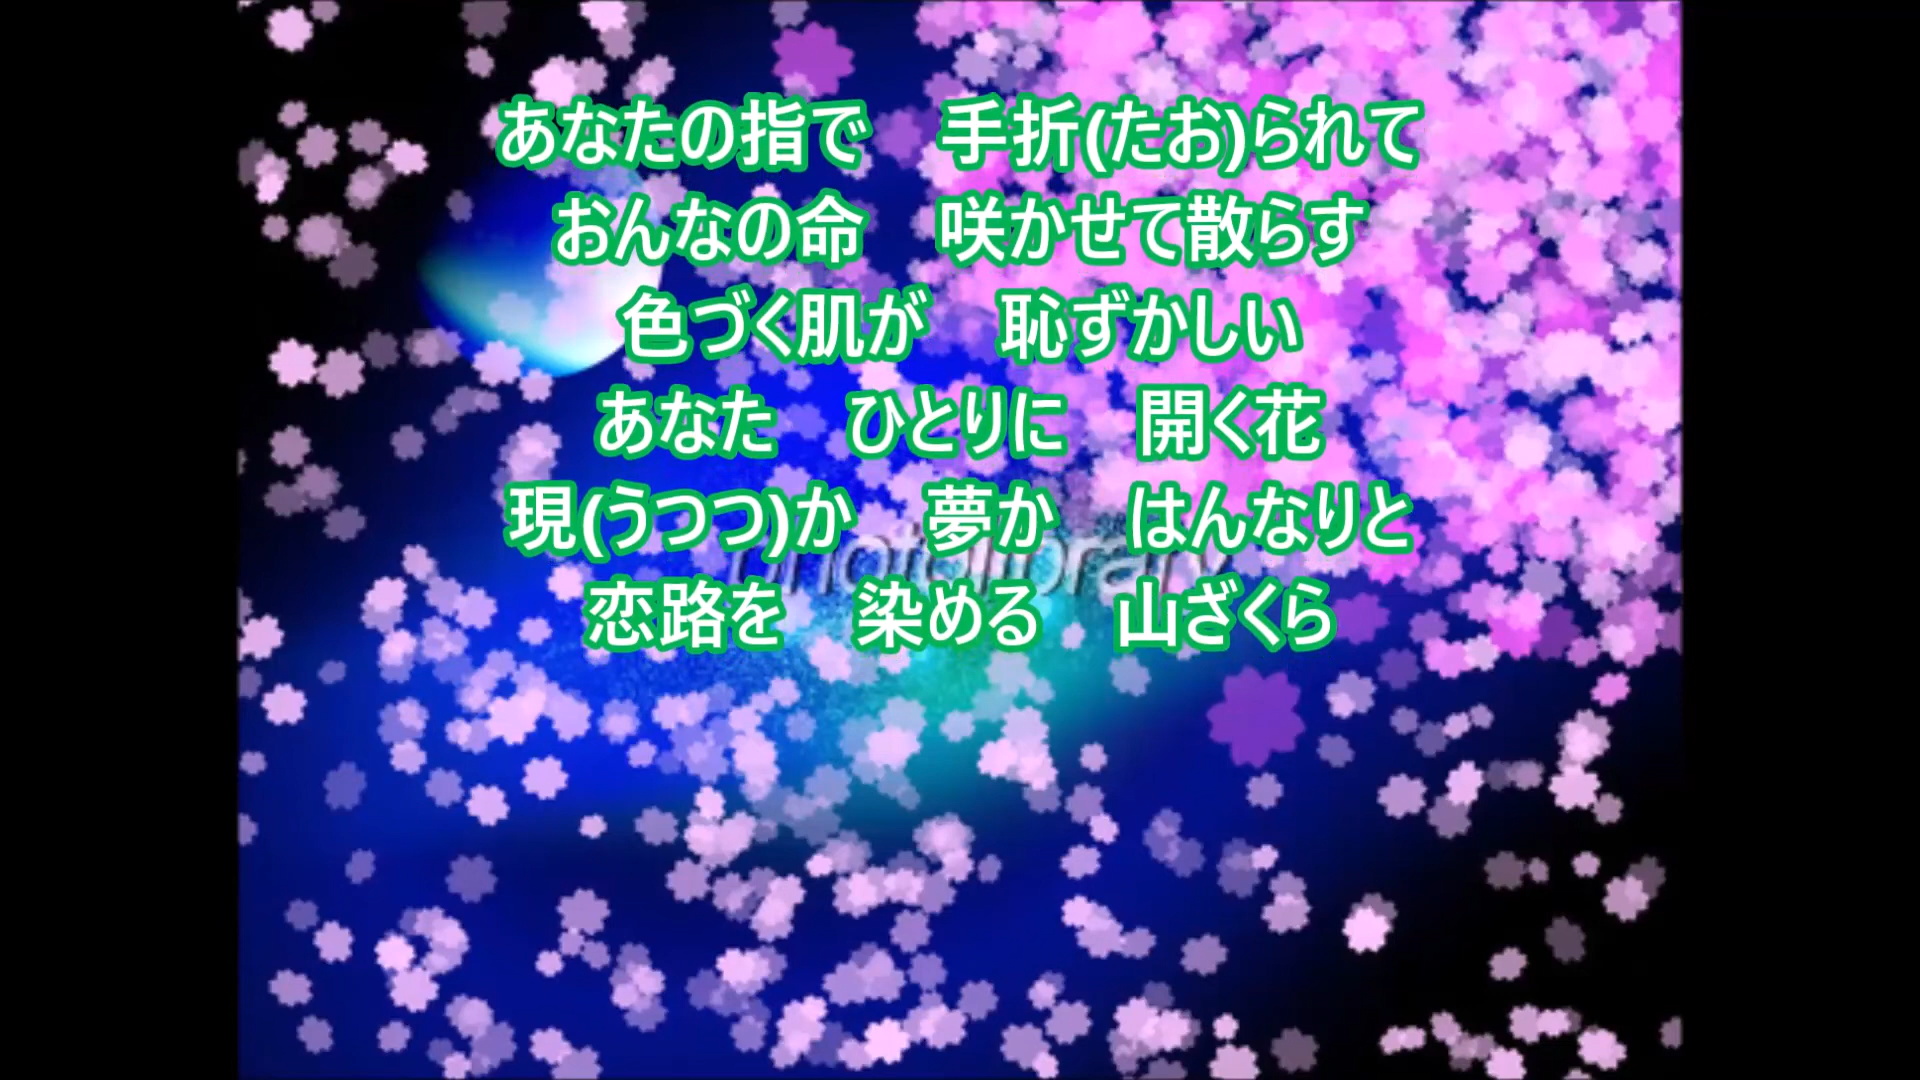 あなたの指で　手折(たお)られて
おんなの命　咲かせて散らす
色づく肌が　恥ずかしい
あなた　ひとりに　開く花
現(うつつ)か　夢か　はんなりと
photolibrary
恋路を　染める　山ざくら